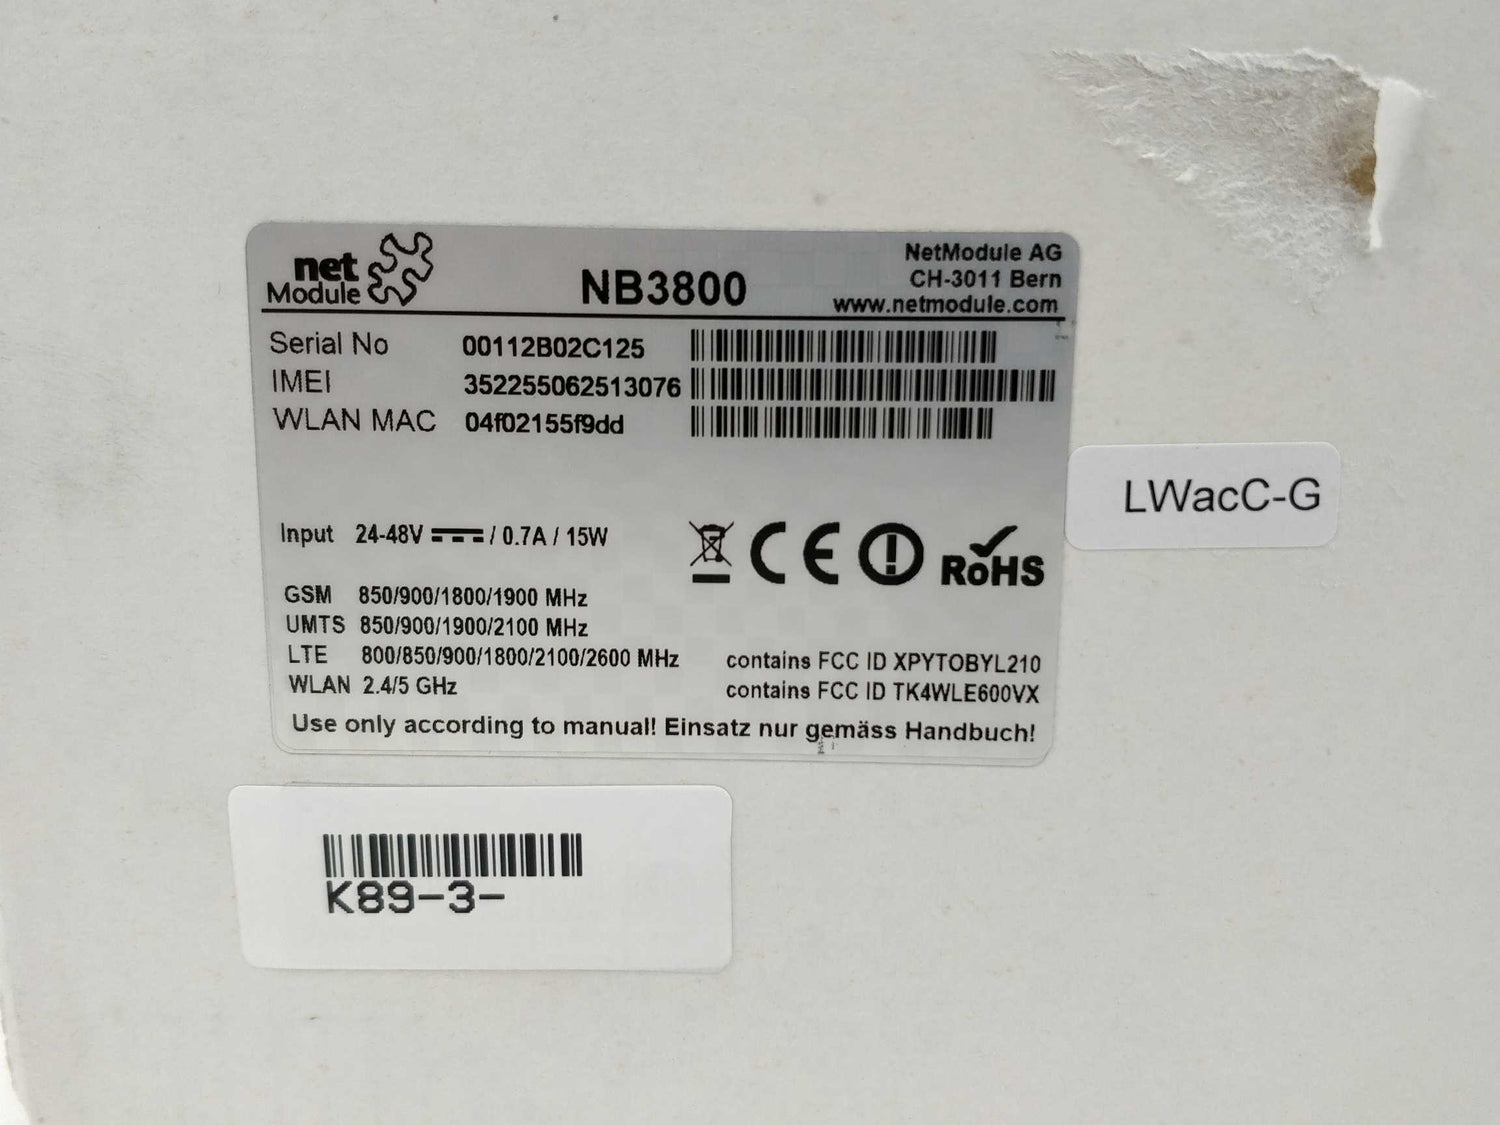 net
Module
NB3800
NetModule AG
CH-3011 Bern
www.netmodule.com
Serial No 00112B02C125
IMEI 352255062513076
WLAN MAC 04f02155f9dd
Input 24-48V / 0.7A / 15W
CE
RoHS
GSM 850/900/1800/1900 MHz
UMTS 850/900/1900/2100 MHz
LTE 800/850/900/1800/2100/2600 MHz
contains FCC ID XPYTOBYL210
WLAN 2.4/5 GHz
contains FCC ID TK4WLE600VX
Use only according to manual! Einsatz nur gemäss Handbuch!
LWacC-G
K89-3-